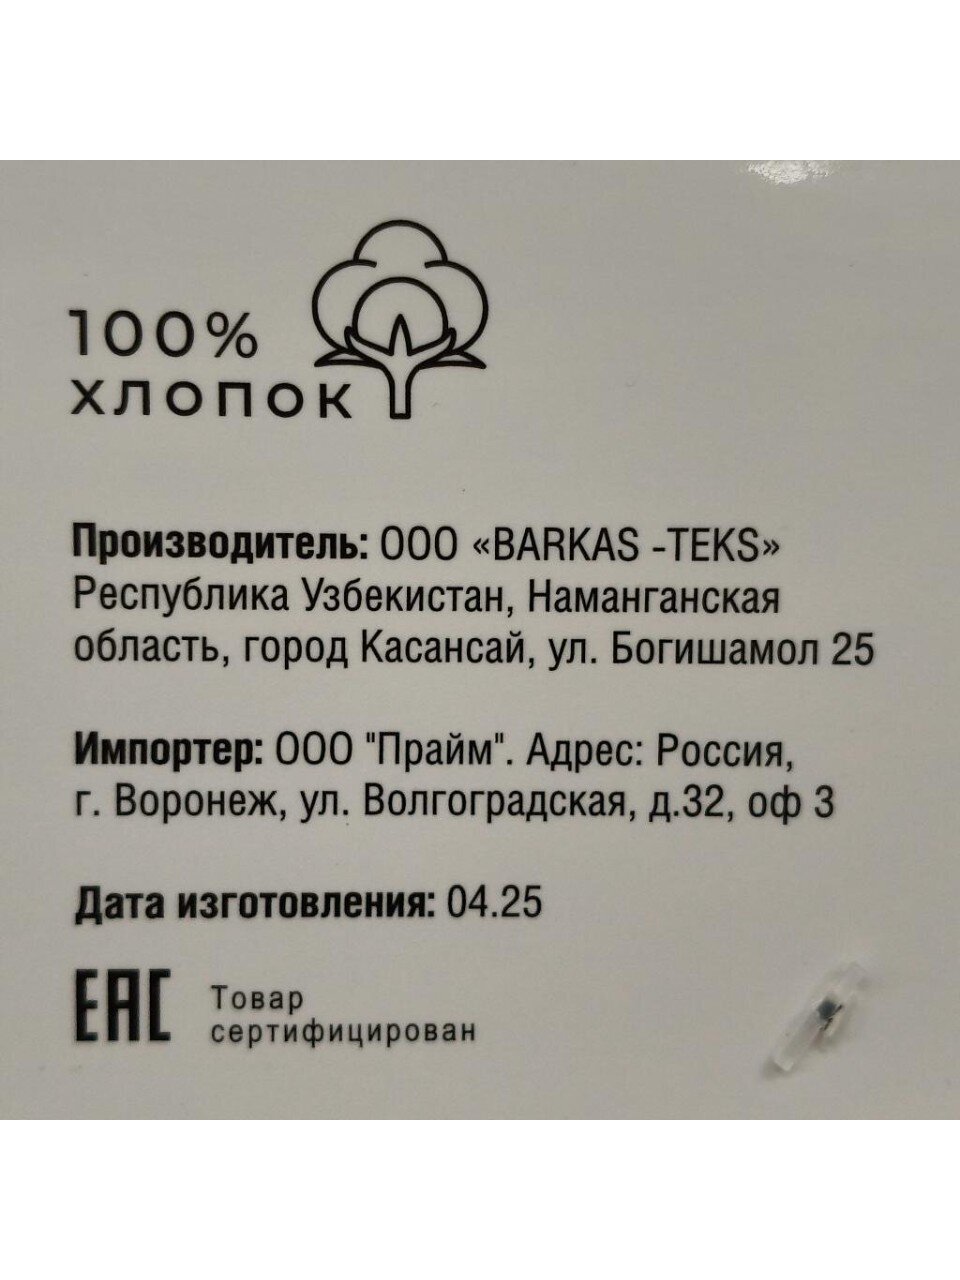 100%
ХЛОПОК
Производитель: ООО «BARKAS -TEKS»
Республика Узбекистан, Наманганская
область, город Касансай, ул. Богишамол 25
Импортер: ООО "Прайм". Адрес: Россия,
г. Воронеж, ул. Волгоградская, д.32, оф 3
Дата изготовления: 04.25
EAC
Товар
сертифицирован